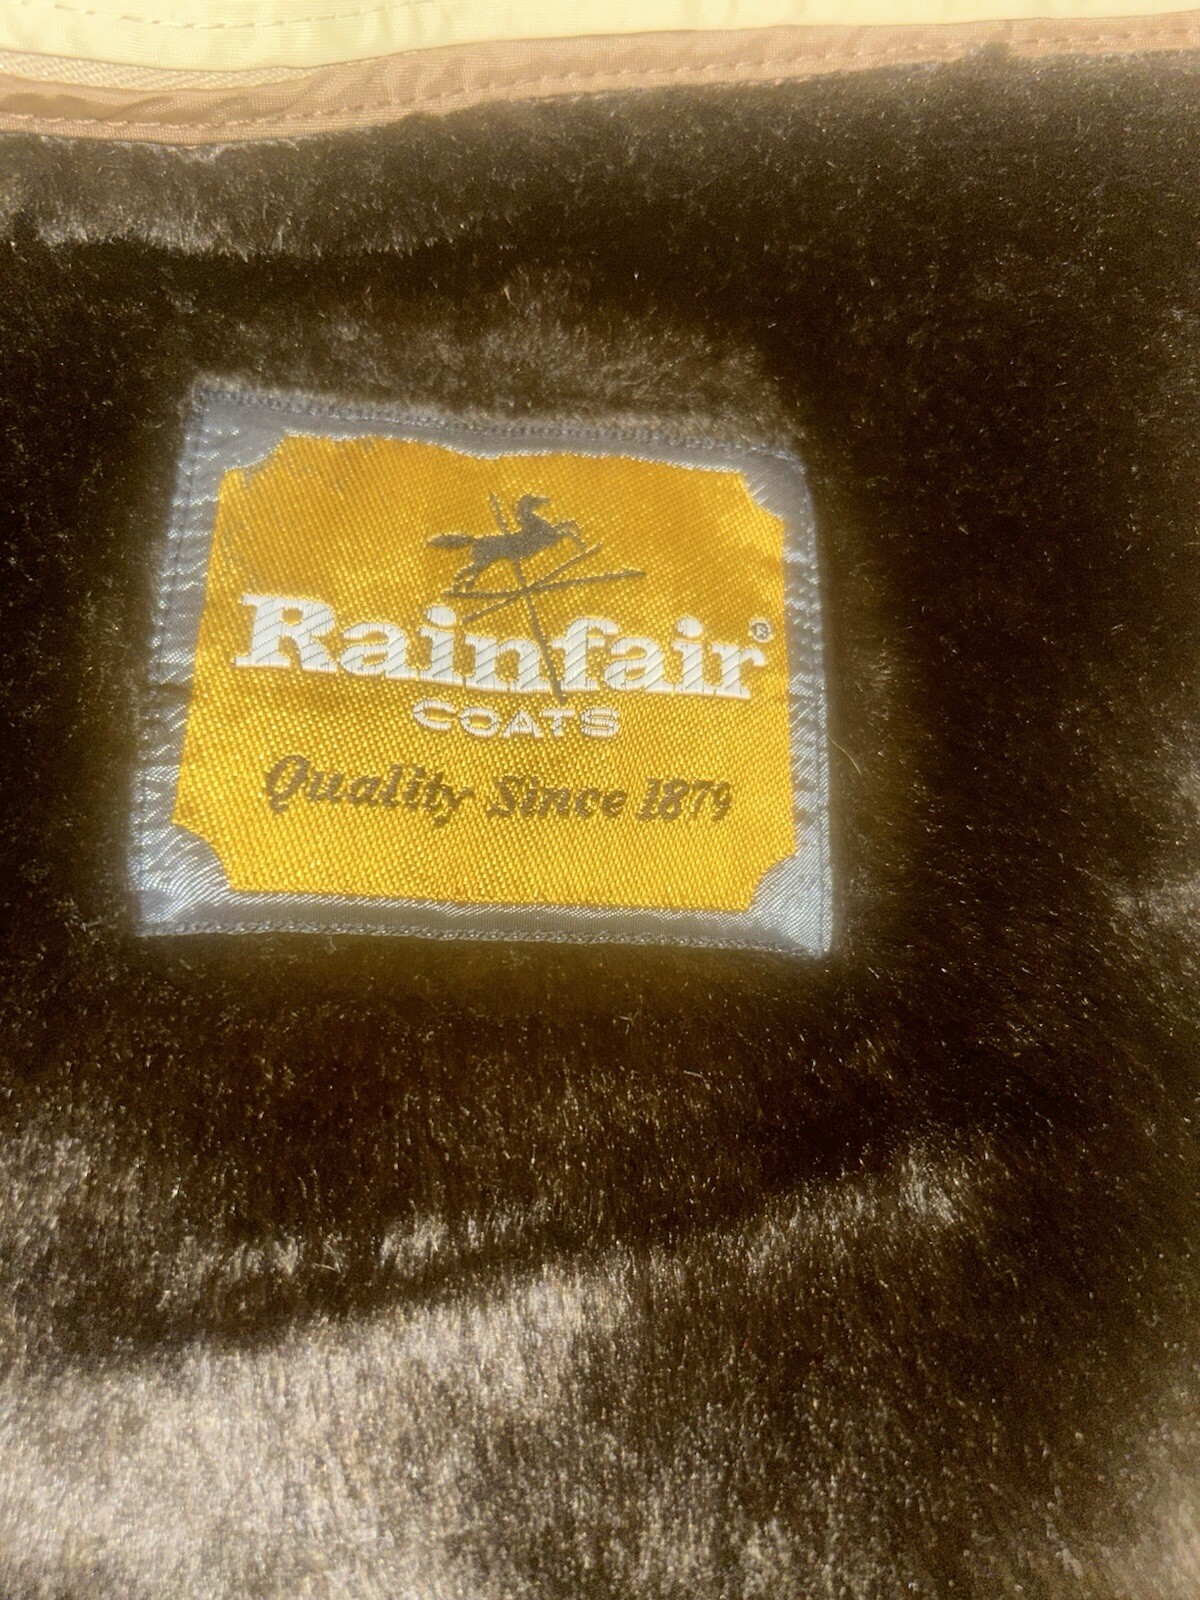 Rainfair®
COATS
Quality Since 1879